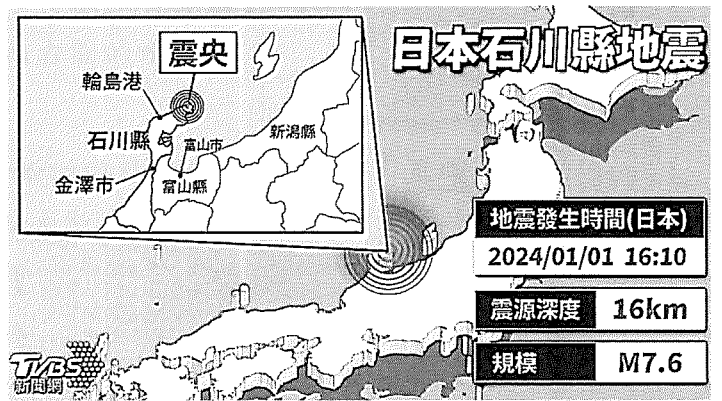 日本石川縣地震
震央
輪島港
石川縣
富山市
新潟縣
金澤市
富山縣
地震發生時間(日本)
2024/01/01 16:10
震源深度 16km
規模 M7.6
TVBS
新聞網